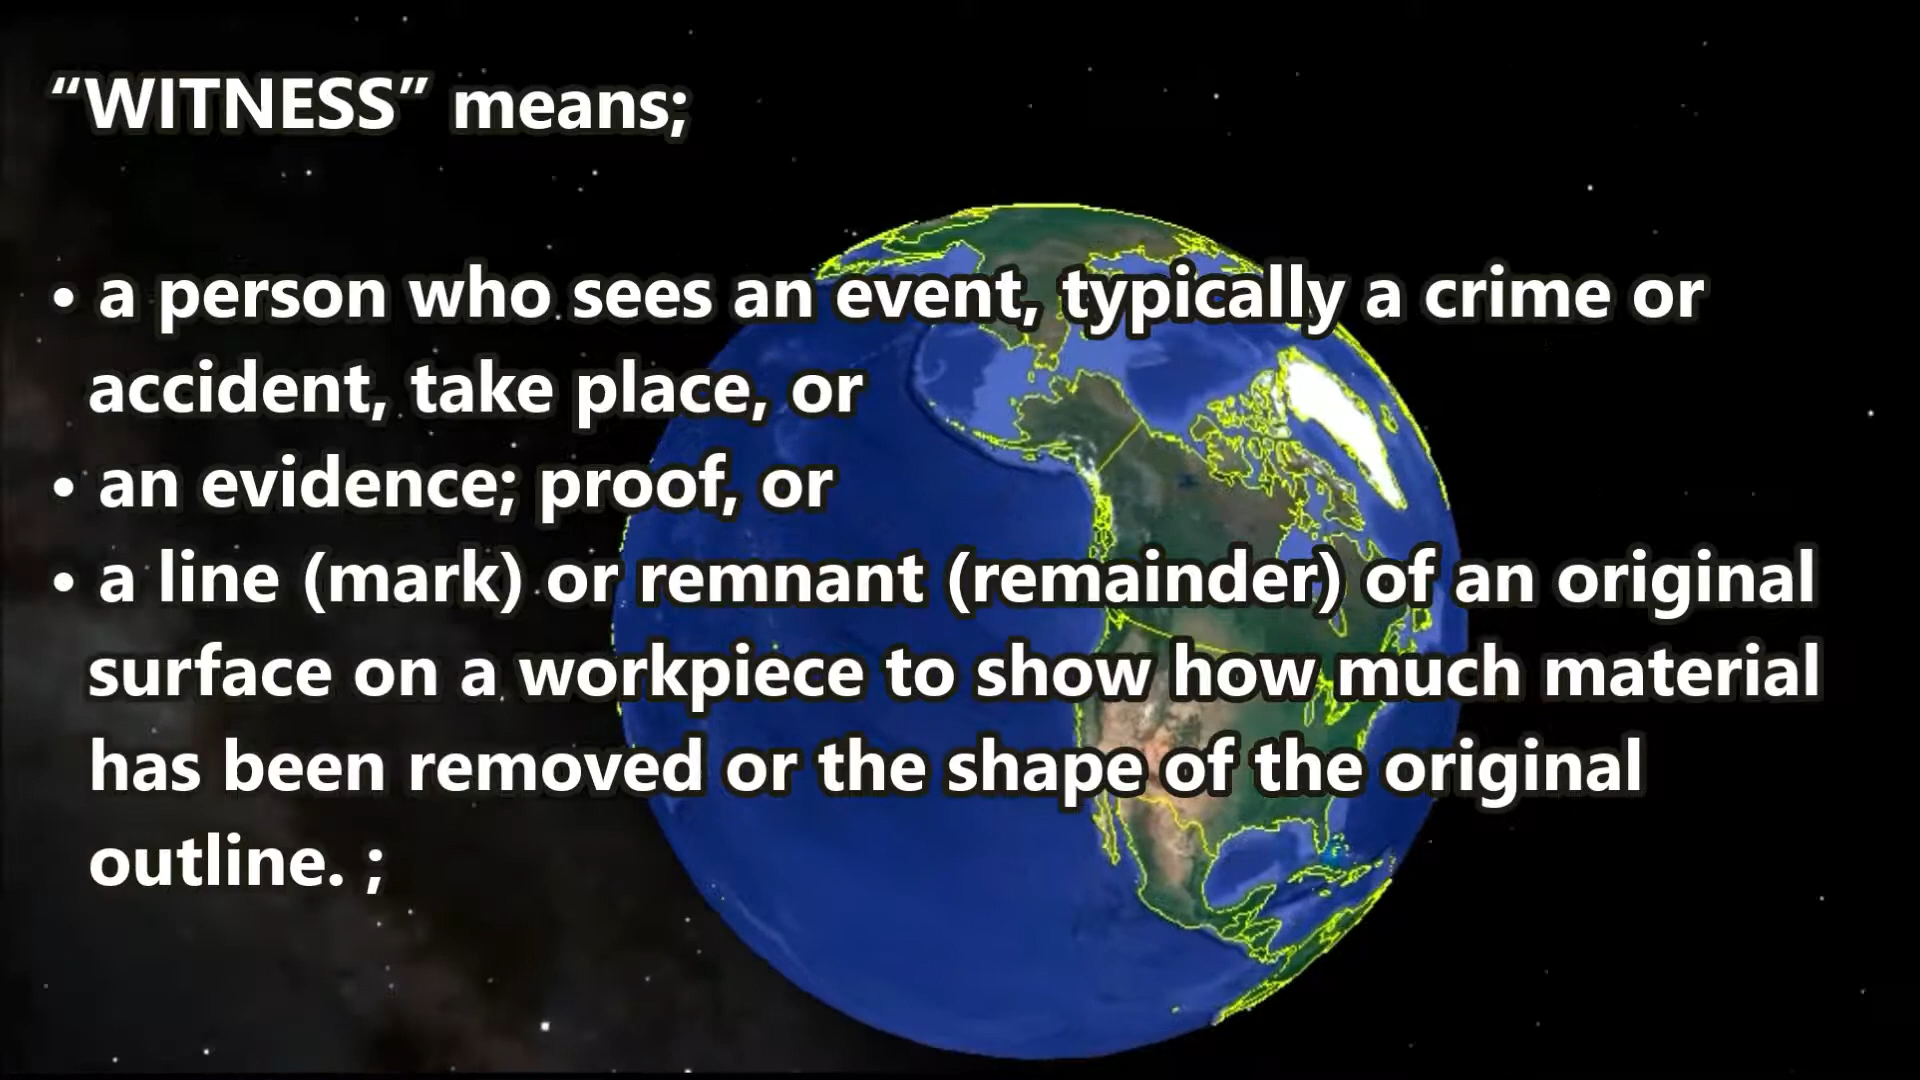 “WITNESS” means;
• a person who sees an event, typically a crime or
accident, take place, or
• an evidence; proof, or
• a line (mark) or remnant (remainder) of an original
surface on a workpiece to show how much material
has been removed or the shape of the original
outline. ;